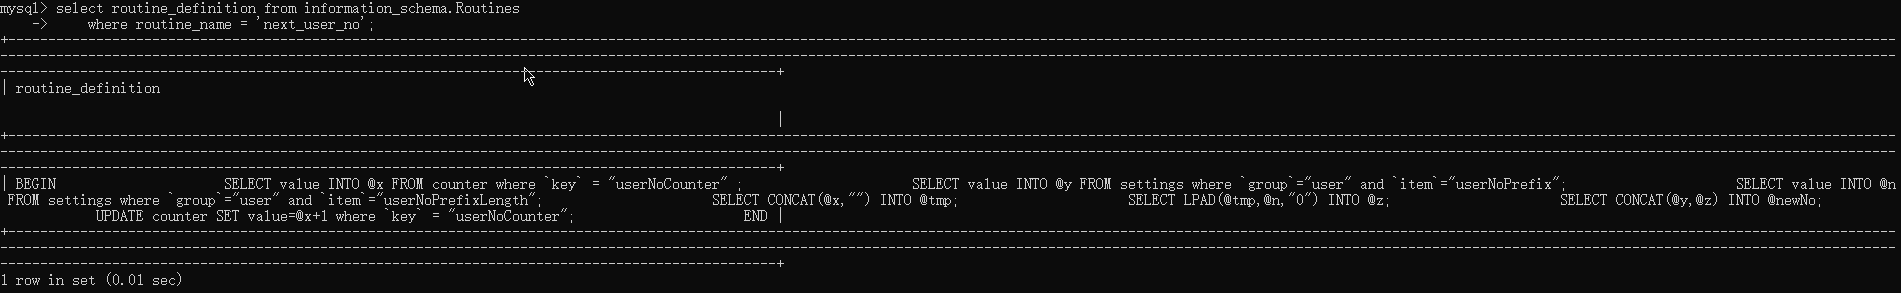 mysql> select routine_definition from information_schema.Routines
    ->     where routine_name = 'next_user_no';
| routine_definition
|
| BEGIN                     SELECT value INTO @x FROM counter where `key` = "userNoCounter" ;                     SELECT value INTO @y FROM settings where `group`="user" and `item`="userNoPrefix";                     SELECT value INTO @n
 FROM settings where `group`="user" and `item`="userNoPrefixLength";                     SELECT CONCAT(@x,"") INTO @tmp;                     SELECT LPAD(@tmp,@n,"0") INTO @z;                     SELECT CONCAT(@y,@z) INTO @newNo;
            UPDATE counter SET value=@x+1 where `key` = "userNoCounter";                     END |
1 row in set (0.01 sec)